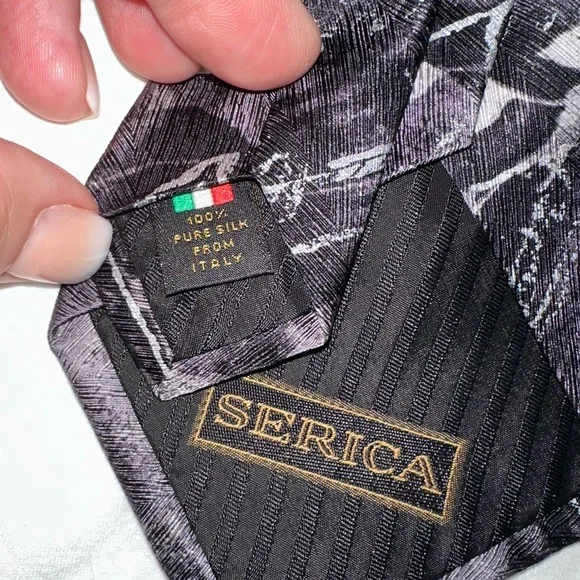 100%
PURE SILK
FROM
ITALY
SERICA